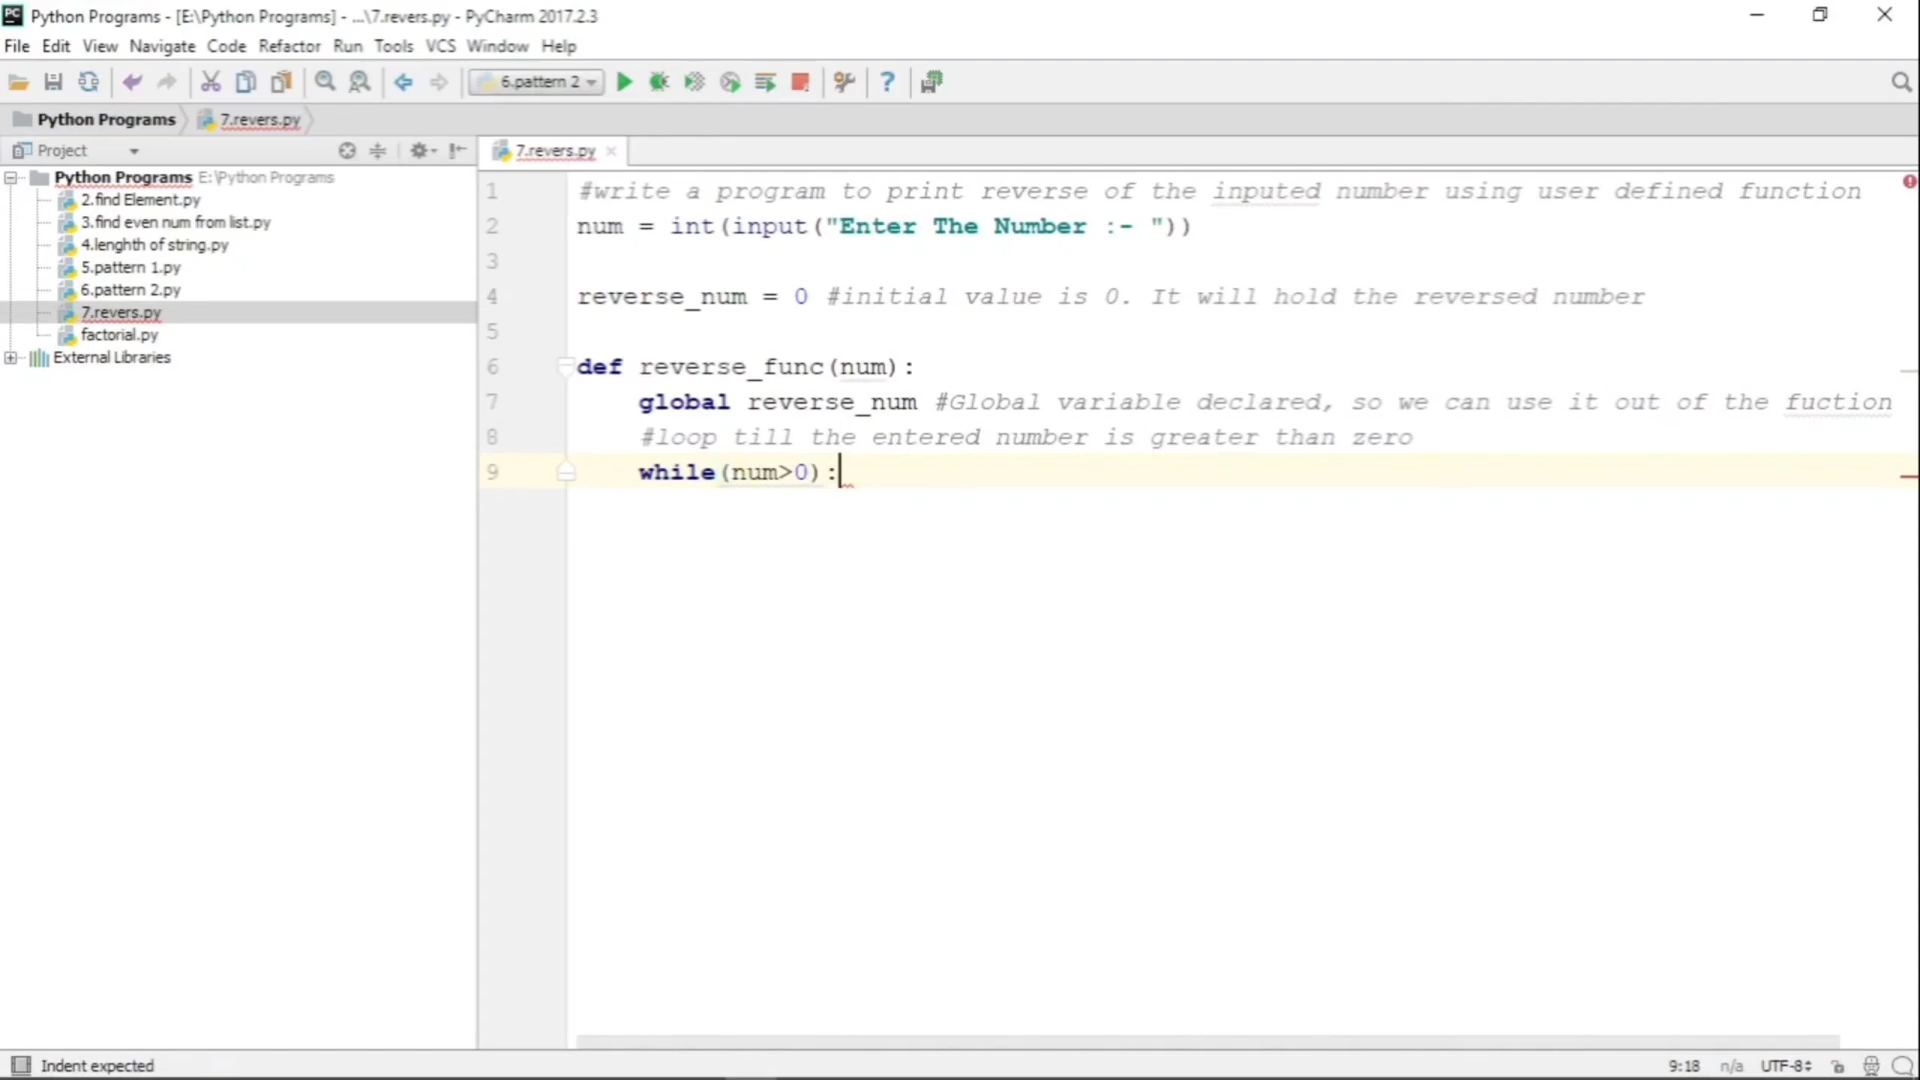 Python Programs - [E:\Python Programs] - ...\7.revers.py - PyCharm 2017.2.3
File Edit View Navigate Code Refactor Run Tools VCS Window Help
6.pattern 2
Python Programs 7.revers.py
Project
7.revers.py
Python Programs E:\Python Programs
2.find Element.py
3.find even num from list.py
4.lenghth of string.py
5.pattern 1.py
6.pattern 2.py
7.revers.py
factorial.py
External Libraries
1 #write a program to print reverse of the inputed number using user defined function
2 num = int(input("Enter The Number :- "))
3
4 reverse_num = 0 #initial value is 0. It will hold the reversed number
5
6 def reverse_func(num):
7 global reverse_num #Global variable declared, so we can use it out of the fuction
8 #loop till the entered number is greater than zero
9 while(num>0):
Indent expected
9:18 n/a UTF-8